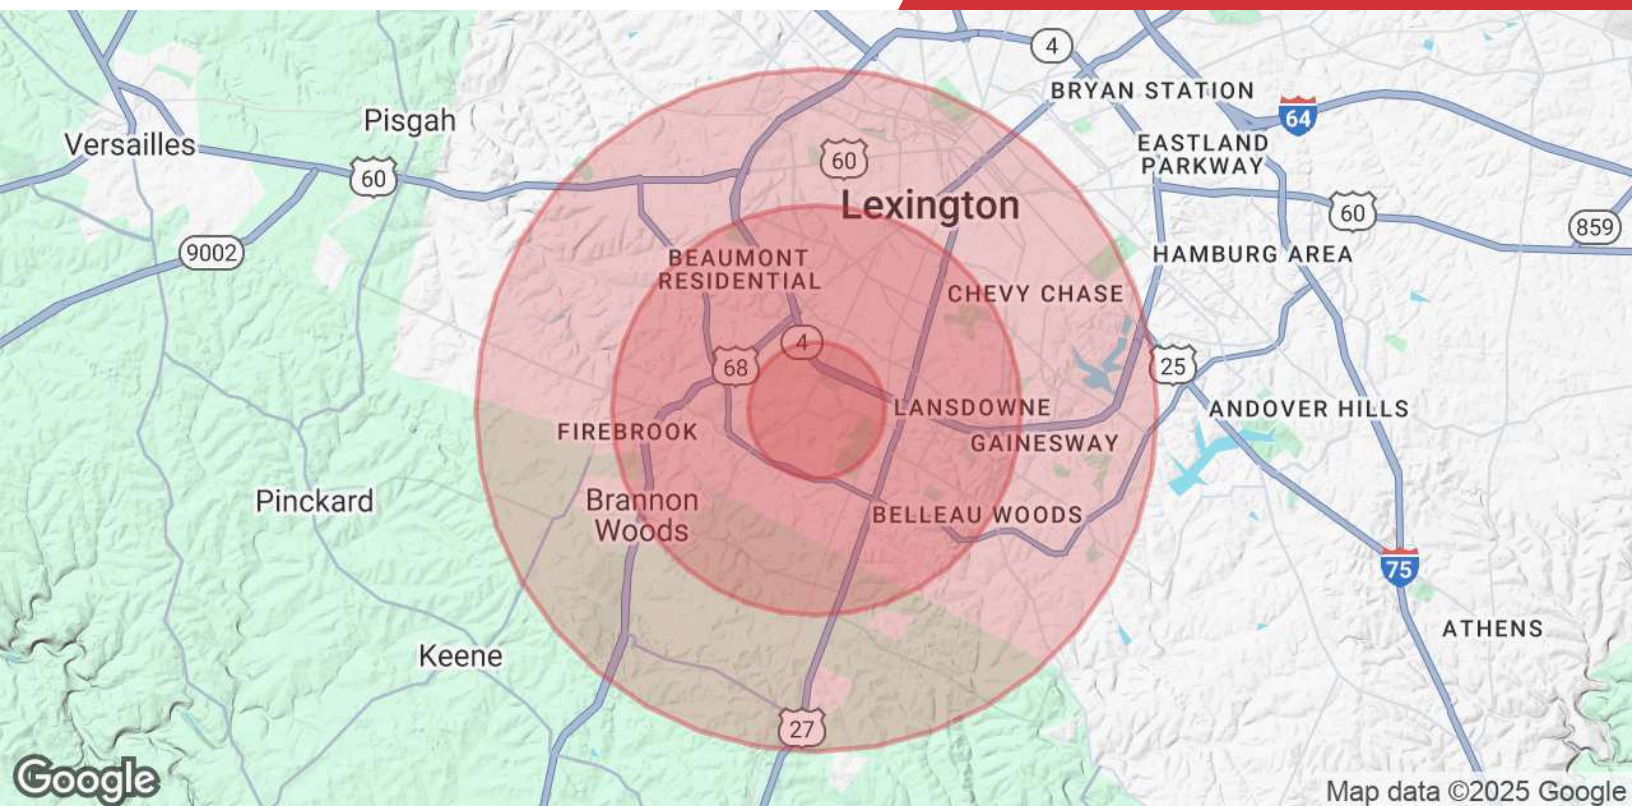 4
BRYAN STATION
64
Pisgah
Versailles
EASTLAND
PARKWAY
60
60
Lexington
60
859
9002
BEAUMONT
RESIDENTIAL
HAMBURG AREA
CHEVY CHASE
4
68
25
LANSDOWNE
ANDOVER HILLS
FIREBROOK
GAINESWAY
Pinckard
Brannon
Woods
BELLEAU WOODS
75
ATHENS
Keene
27
Google
Map data ©2025 Google